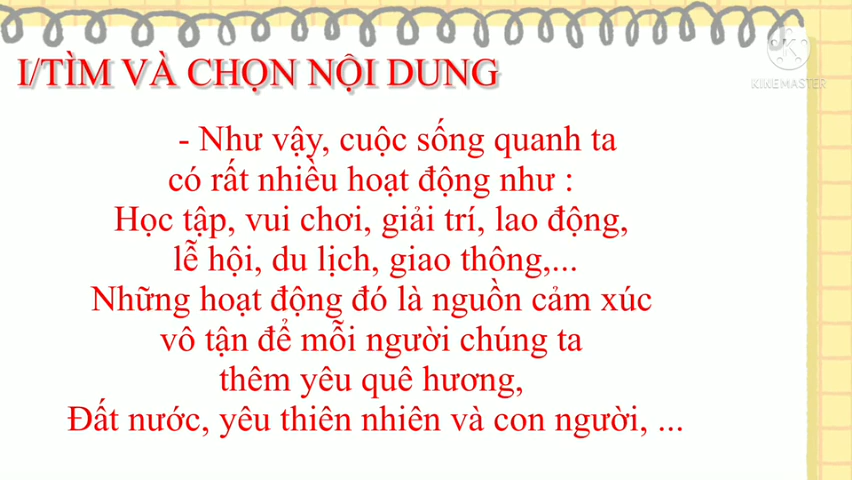 I/TÌM VÀ CHỌN NỘI DUNG
KINEMASTER
- Như vậy, cuộc sống quanh ta
có rất nhiều hoạt động như :
Học tập, vui chơi, giải trí, lao động,
lễ hội, du lịch, giao thông,...
Những hoạt động đó là nguồn cảm xúc
vô tận để mỗi người chúng ta
thêm yêu quê hương,
Đất nước, yêu thiên nhiên và con người, ...